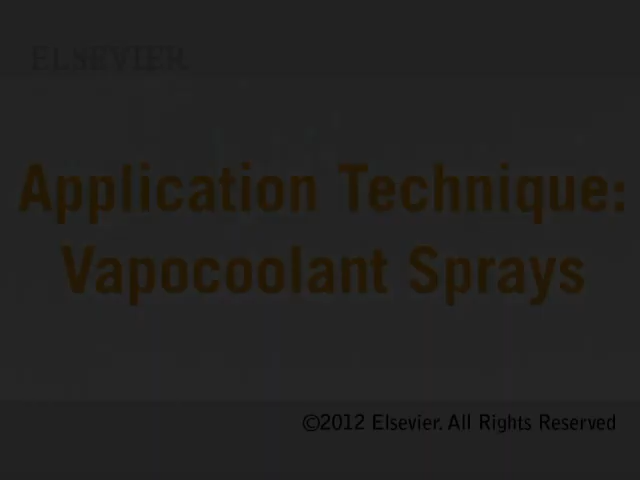 ELSEVIER
Application Technique:
Vapocoolant Sprays
©2012 Elsevier. All Rights Reserved